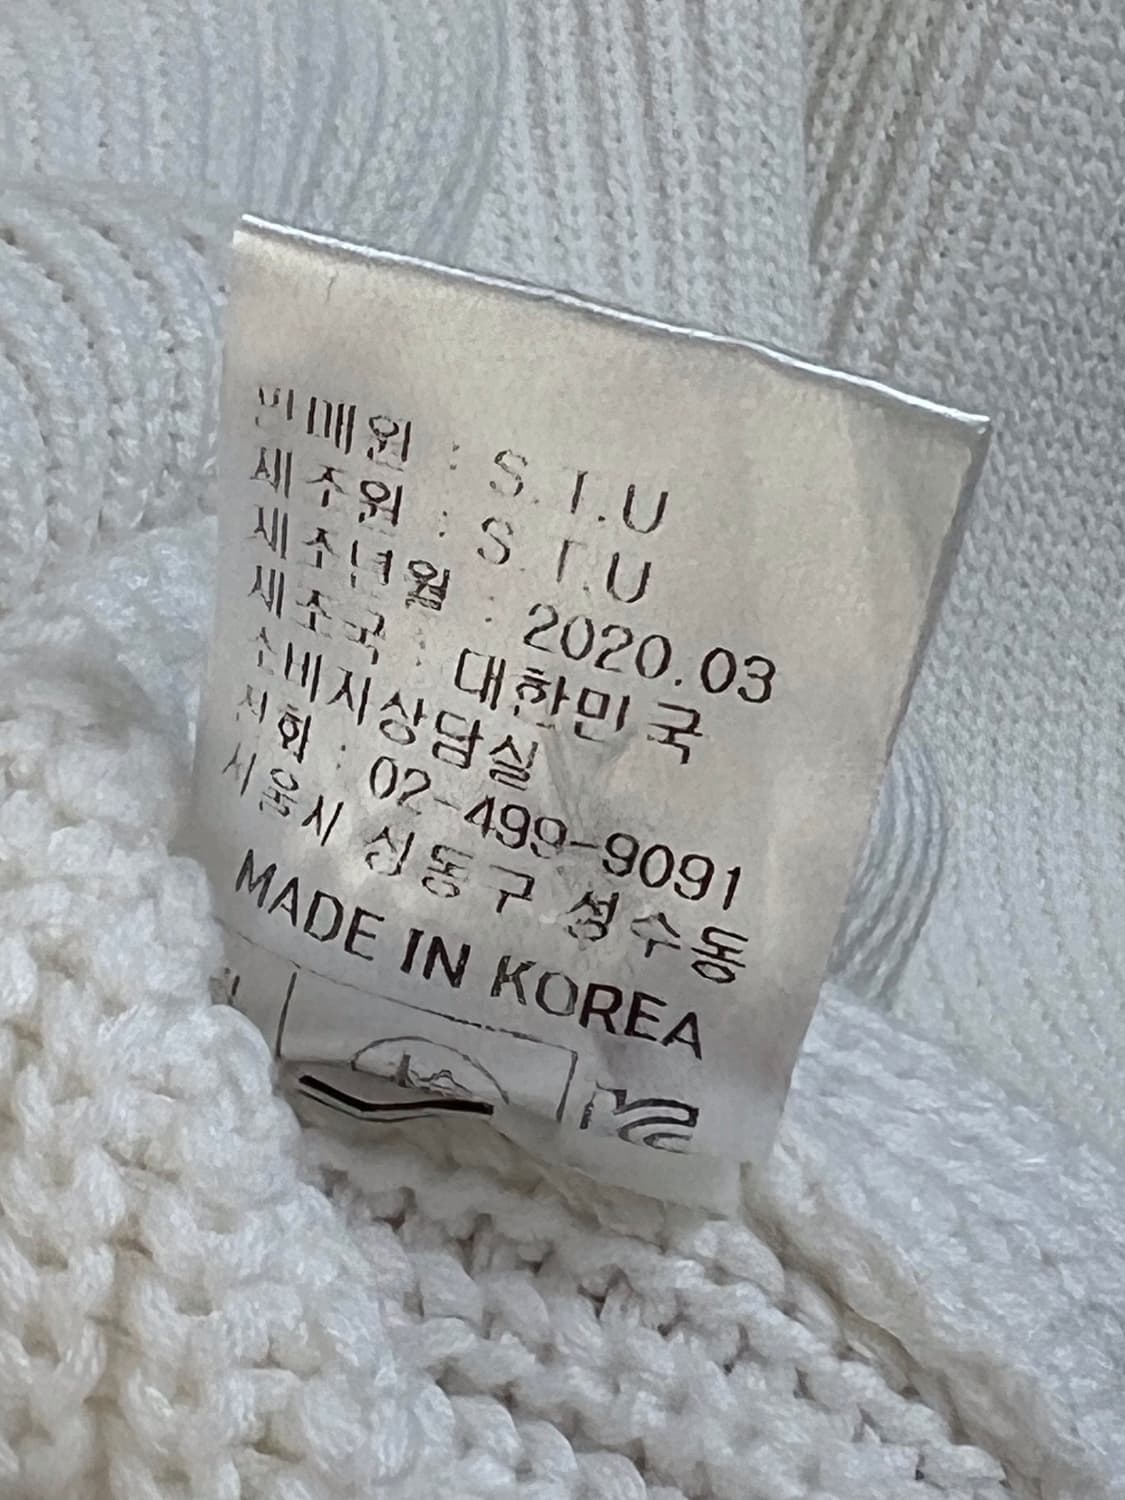 판매원 : S.T.U
제조원 : S.T.U
제조년월 : 2020.03
제조국 : 대한민국
소비자상담실
전화 : 02-499-9091
서울시 성동구 성수동
MADE IN KOREA